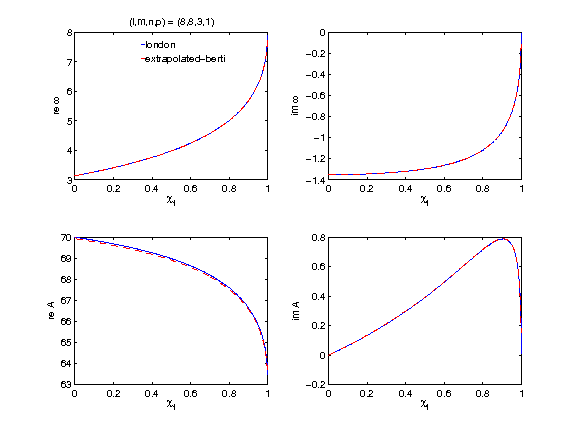 (l,m,n,p) = (8,8,3,1)
london
extrapolated−berti
8
7
6
5
4
3
re ω
0 0.2 0.4 0.6 0.8 1
χf
0
−0.2
−0.4
−0.6
−0.8
−1
−1.2
−1.4
im ω
0 0.2 0.4 0.6 0.8 1
χf
70
69
68
67
66
65
64
63
re A
0 0.2 0.4 0.6 0.8 1
χf
0.8
0.6
0.4
0.2
0
−0.2
im A
0 0.2 0.4 0.6 0.8 1
χf